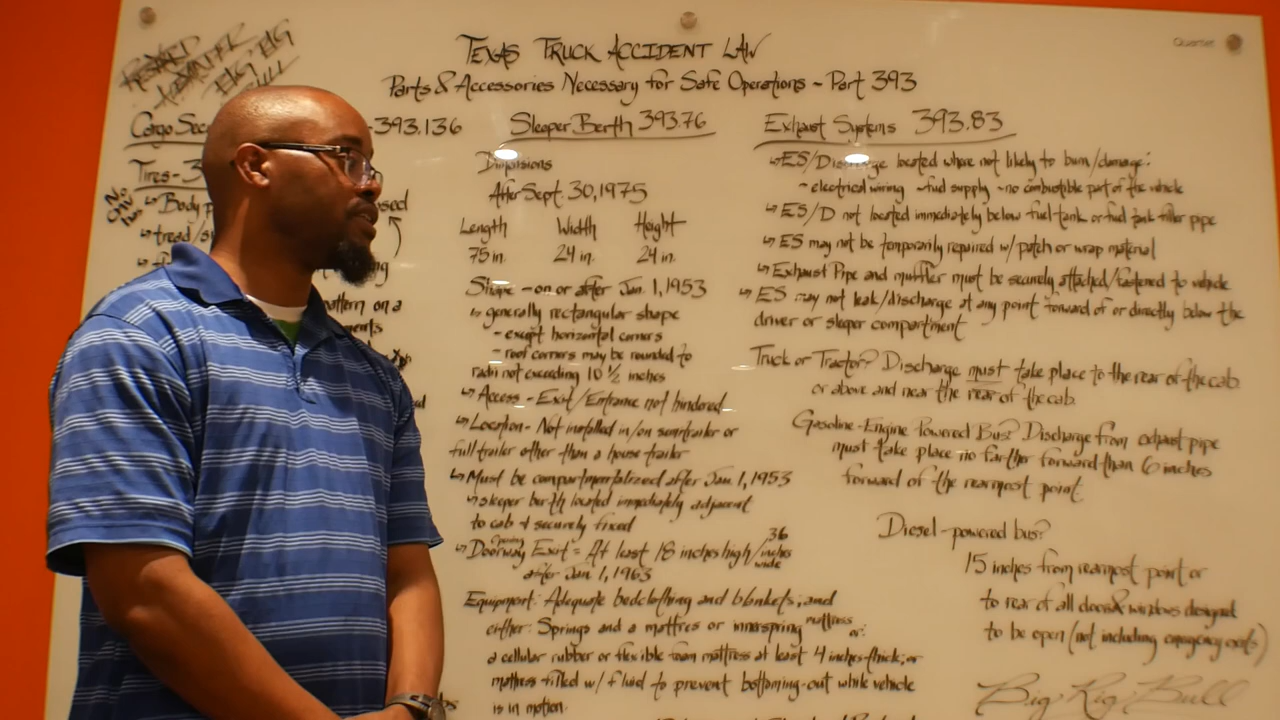 Quartet
TEXAS TRUCK ACCIDENT LAW
Parts & Accessories Necessary for Safe Operations - Part 393
Cargo Sec
-393.136
Tires - 3
No
Body p
sed
tread/s
attern on a
ments
Sleeper Berth 393.76
Dimensions
After Sept. 30, 1975
Length Width Height
75 in. 24 in. 24 in.
Shape - on or after Jan. 1, 1953
generally rectangular shape
- except horizontal corners
- roof corners may be rounded to
radii not exceeding 10 ½ inches
Access - Exit/Entrance not hindered
Location - Not installed in/on semitrailer or
full trailer other than a house trailer
Must be compartmentalized after Jan. 1, 1953
sleeper berth located immediately adjacent
to cab & securely fixed
Doorway Opening Exit = At least 18 inches high/36 inches wide
after Jan. 1, 1963
Equipment: Adequate bedclothing and blankets; and
either: Springs and a mattres or innerspring mattress or:
a cellular rubber or flexible foam mattress at least 4 inches thick; or
mattress filled w/ fluid to prevent bottoming-out while vehicle
is in motion.
Exhaust Systems 393.83
ES/Discharge located where not likely to burn/damage:
- electrical wiring - fuel supply - no combustible part of the vehicle
ES/D not located immediately below fuel tank or fuel tank filler pipe
ES may not be temporarily repaired w/ patch or wrap material
Exhaust Pipe and muffler must be securely attached/fastened to vehicle
ES may not leak/discharge at any point forward of or directly below the
driver or sleeper compartment
Truck or Tractor? Discharge must take place to the rear of the cab
or above and near the rear of the cab.
Gasoline-Engine Powered Bus? Discharge from exhaust pipe
must take place no farther forward than 6 inches
forward of the rearmost point.
Diesel-powered bus?
15 inches from rearmost point or
to rear of all doors & windows designed
to be open (not including emergency exits)
Big Rig Bull